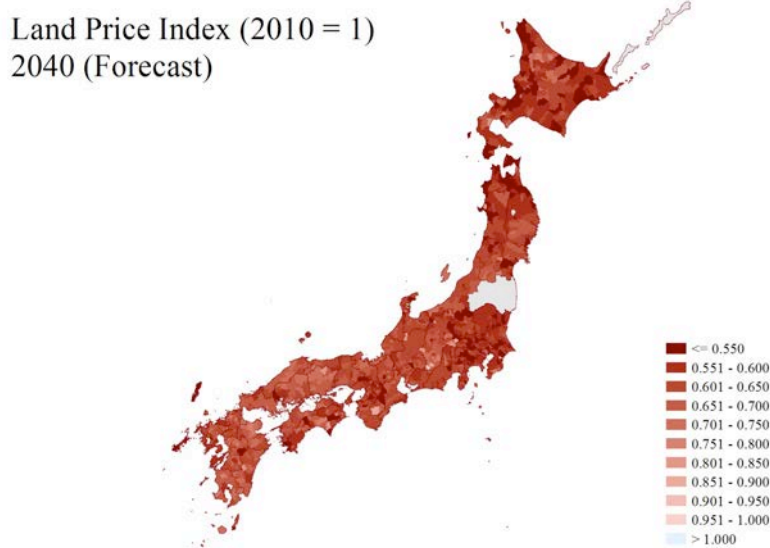 Land Price Index (2010 = 1)
2040 (Forecast)
<= 0.550
0.551 - 0.600
0.601 - 0.650
0.651 - 0.700
0.701 - 0.750
0.751 - 0.800
0.801 - 0.850
0.851 - 0.900
0.901 - 0.950
0.951 - 1.000
> 1.000